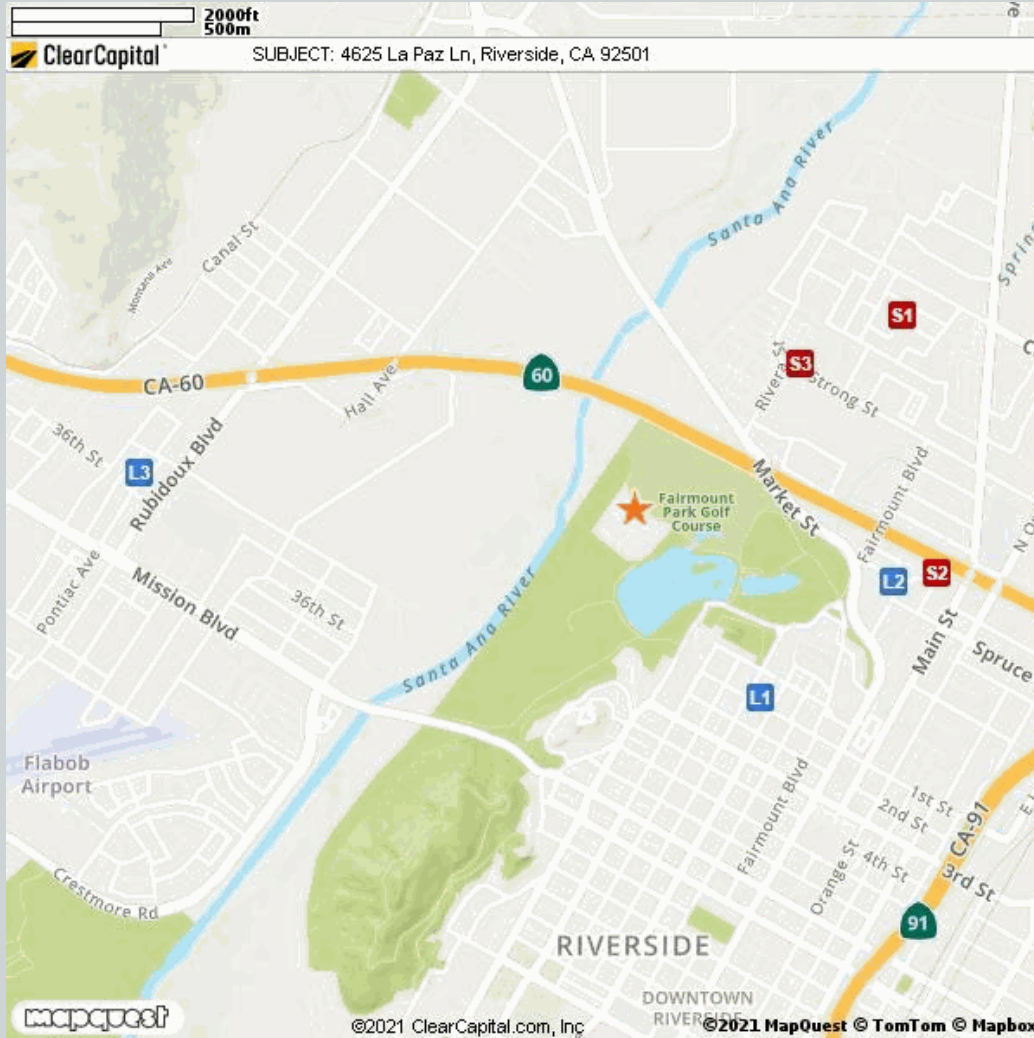 2000ft
500m
ClearCapital
SUBJECT: 4625 La Paz Ln, Riverside, CA 92501
Santa Ana River
Canal St
Montana Ave
S1
S3
Rivera St
Strong St
60
CA-60
Hall Ave
36th St
L3
Rubidoux Blvd
Market St
Fairmount Blvd
Fairmount
Park Golf
Course
L2
S2
Pontiac Ave
Mission Blvd
36th St
Santa Ana River
Main St
Spruce
L1
Flabob
Airport
Fairmount Blvd
1st St
2nd St
CA-91
Orange St
4th St
3rd St
Crestmore Rd
91
RIVERSIDE
DOWNTOWN
RIVERSIDE
mapquest
©2021 ClearCapital.com, Inc
©2021 MapQuest © TomTom © Mapbox